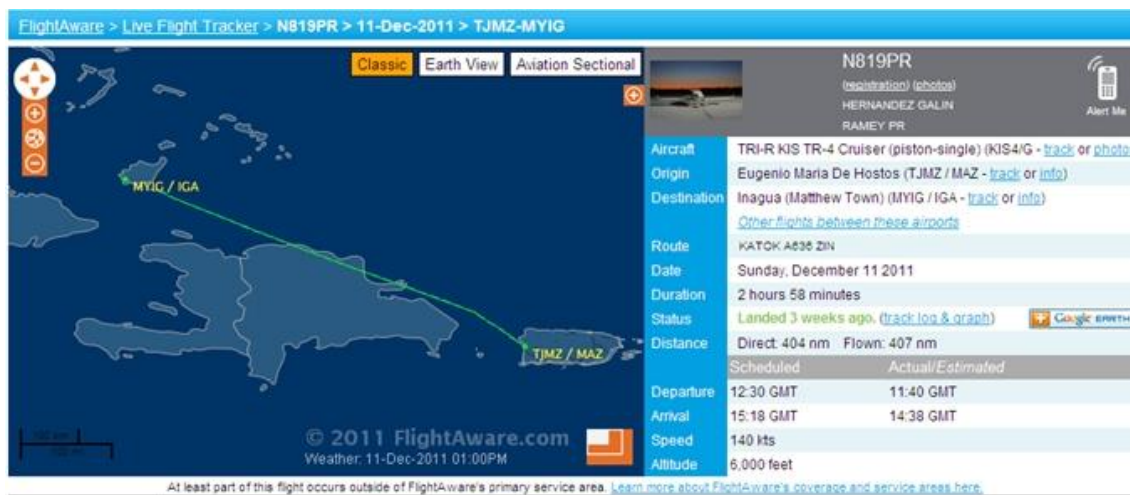 FlightAware > Live Flight Tracker > N819PR > 11-Dec-2011 > TJMZ-MYIG
Classic
Earth View
Aviation Sectional
MYIG / IGA
TJMZ / MAZ
© 2011 FlightAware.com
Weather: 11-Dec-2011 01:00PM
N819PR
(registration) (photos)
HERNANDEZ GALIN
RAMEY PR
Alert Me
Aircraft TRI-R KIS TR-4 Cruiser (piston-single) (KIS4/G - track or photo
Origin Eugenio Maria De Hostos (TJMZ / MAZ - track or info)
Destination Inagua (Matthew Town) (MYIG / IGA - track or info)
Other flights between these airports
Route KATOK A636 ZIN
Date Sunday, December 11 2011
Duration 2 hours 58 minutes
Status Landed 3 weeks ago. (track log & graph)
Google EARTH
Distance Direct: 404 nm Flown: 407 nm
Scheduled Actual/Estimated
Departure 12:30 GMT 11:40 GMT
Arrival 15:18 GMT 14:38 GMT
Speed 140 kts
Altitude 6,000 feet
At least part of this flight occurs outside of FlightAware's primary service area. Learn more about FlightAware's coverage and service areas here.